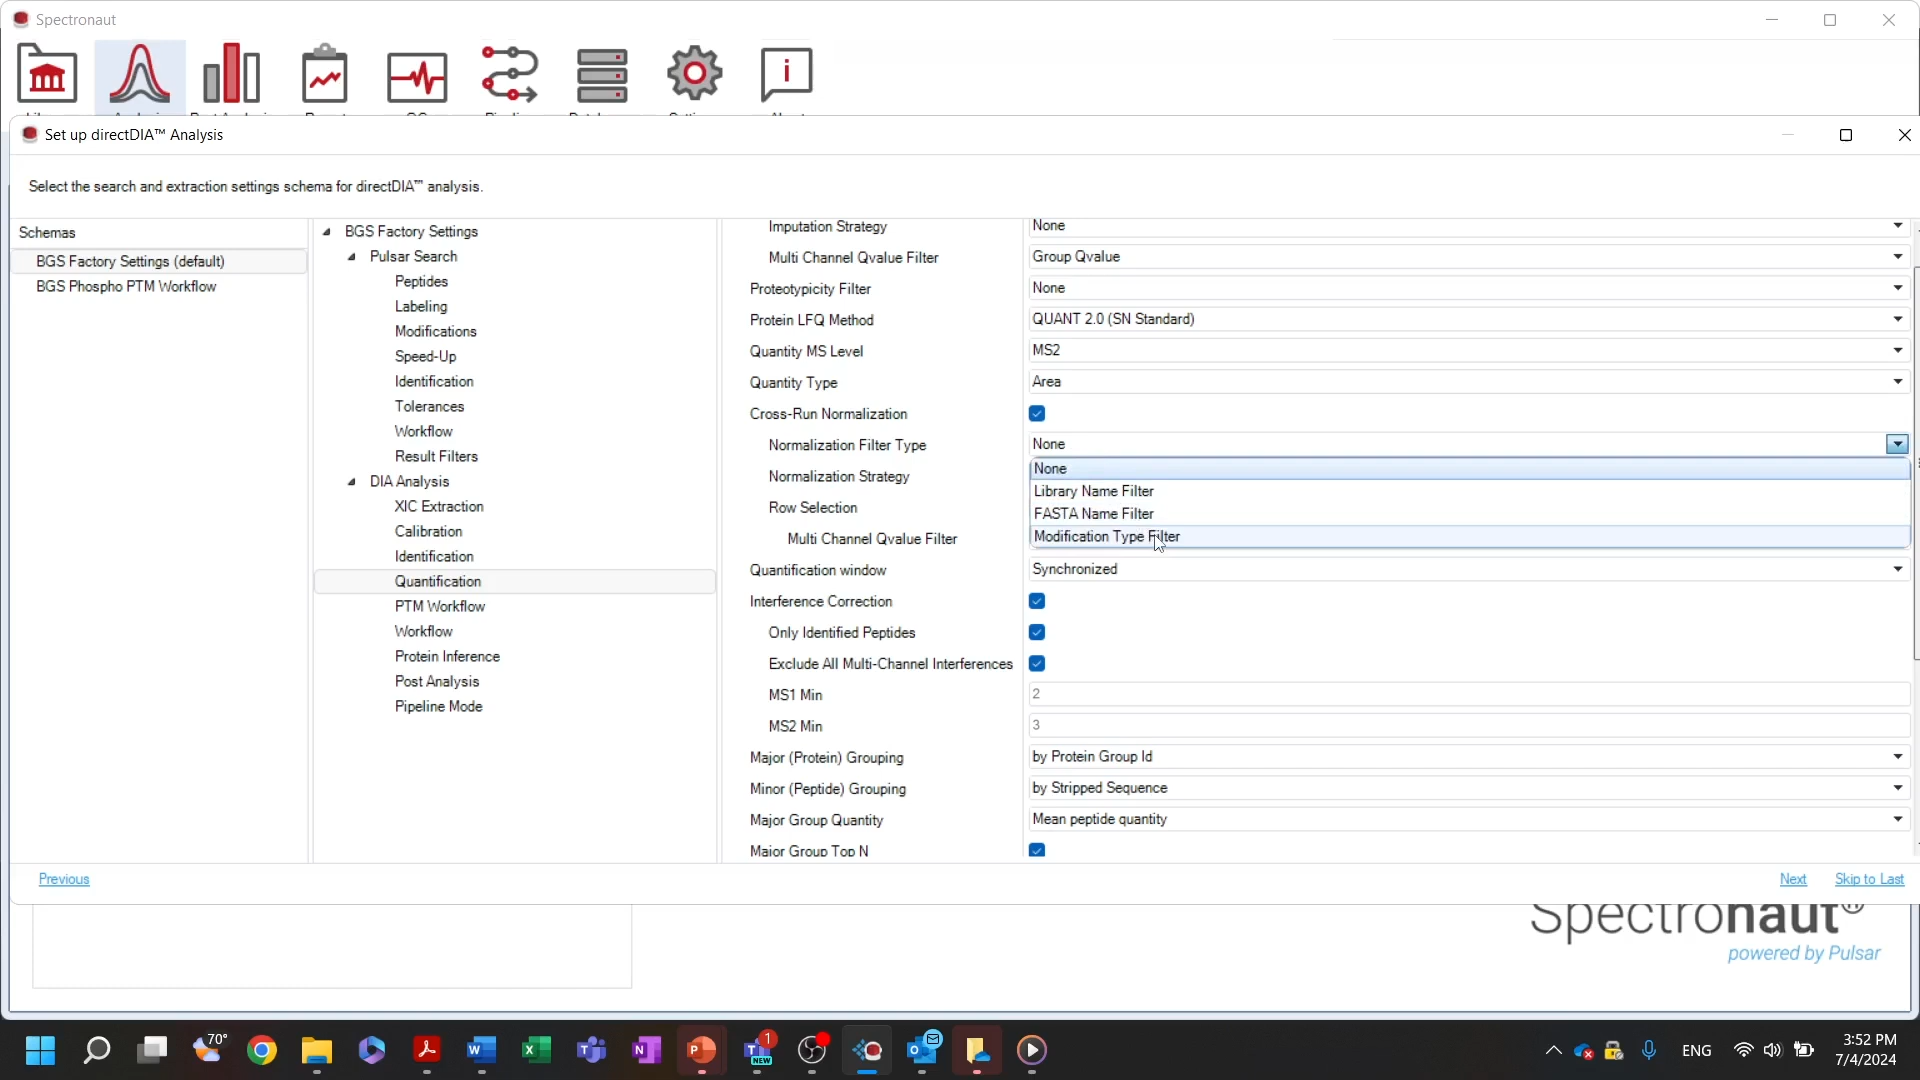 Spectronaut
Set up directDIA™ Analysis
Select the search and extraction settings schema for directDIA™ analysis.
Schemas
BGS Factory Settings (default)
BGS Phospho PTM Workflow
BGS Factory Settings
Pulsar Search
Peptides
Labeling
Modifications
Speed-Up
Identification
Tolerances
Workflow
Result Filters
DIA Analysis
XIC Extraction
Calibration
Identification
Quantification
PTM Workflow
Workflow
Protein Inference
Post Analysis
Pipeline Mode
Imputation Strategy None
Multi Channel Qvalue Filter Group Qvalue
Proteotypicity Filter None
Protein LFQ Method QUANT 2.0 (SN Standard)
Quantity MS Level MS2
Quantity Type Area
Cross-Run Normalization
Normalization Filter Type None
None
Normalization Strategy
Library Name Filter
Row Selection
FASTA Name Filter
Multi Channel Qvalue Filter
Modification Type Filter
Quantification window Synchronized
Interference Correction
Only Identified Peptides
Exclude All Multi-Channel Interferences
MS1 Min 2
MS2 Min 3
Major (Protein) Grouping by Protein Group Id
Minor (Peptide) Grouping by Stripped Sequence
Major Group Quantity Mean peptide quantity
Major Group Top N
Previous Next Skip to Last
Spectronaut®
powered by Pulsar
70°
1
NEW
ENG
3:52 PM
7/4/2024